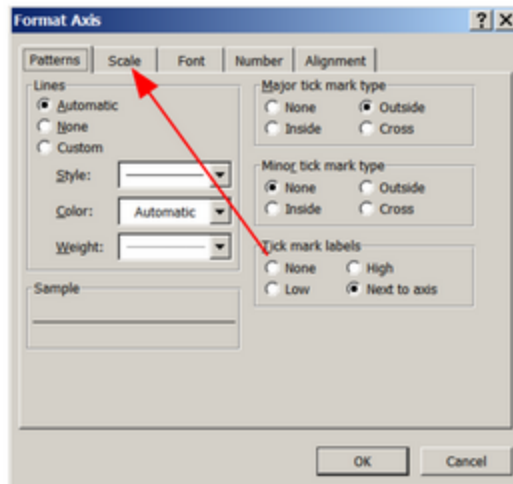 Format Axis
Patterns Scale Font Number Alignment
Lines
Automatic
None
Custom
Style:
Color: Automatic
Weight:
Sample
Major tick mark type
None Outside
Inside Cross
Minor tick mark type
None Outside
Inside Cross
Tick mark labels
None High
Low Next to axis
OK Cancel